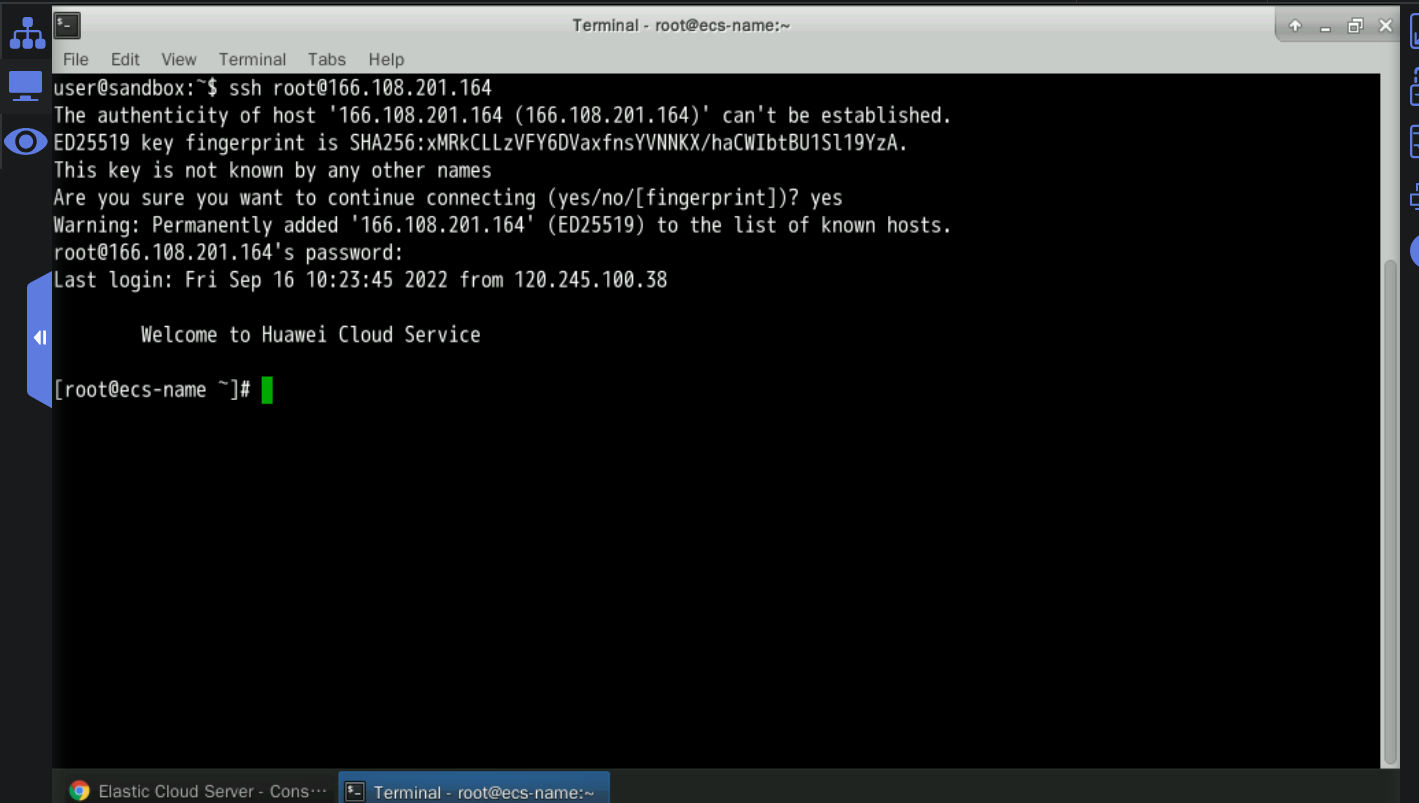 Terminal - root@ecs-name:~
File Edit View Terminal Tabs Help
user@sandbox:~$ ssh root@166.108.201.164
The authenticity of host '166.108.201.164 (166.108.201.164)' can't be established.
ED25519 key fingerprint is SHA256:xMRkCLLzVFY6DVaxfnsYVNNKX/haCWIbtBU1Sl19YzA.
This key is not known by any other names
Are you sure you want to continue connecting (yes/no/[fingerprint])? yes
Warning: Permanently added '166.108.201.164' (ED25519) to the list of known hosts.
root@166.108.201.164's password:
Last login: Fri Sep 16 10:23:45 2022 from 120.245.100.38
Welcome to Huawei Cloud Service
[root@ecs-name ~]#
Elastic Cloud Server - Cons··· Terminal - root@ecs-name:~